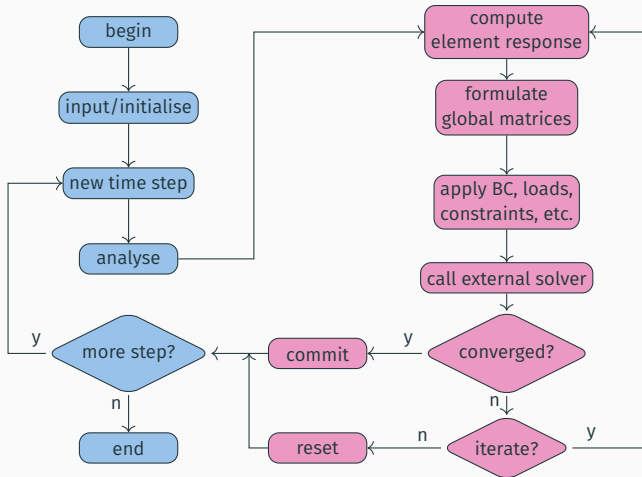 begin
input/initialise
new time step
analyse
y
more step?
n
end
compute
element response
formulate
global matrices
apply BC, loads,
constraints, etc.
call external solver
converged?
y
commit
n
iterate?
n
y
reset